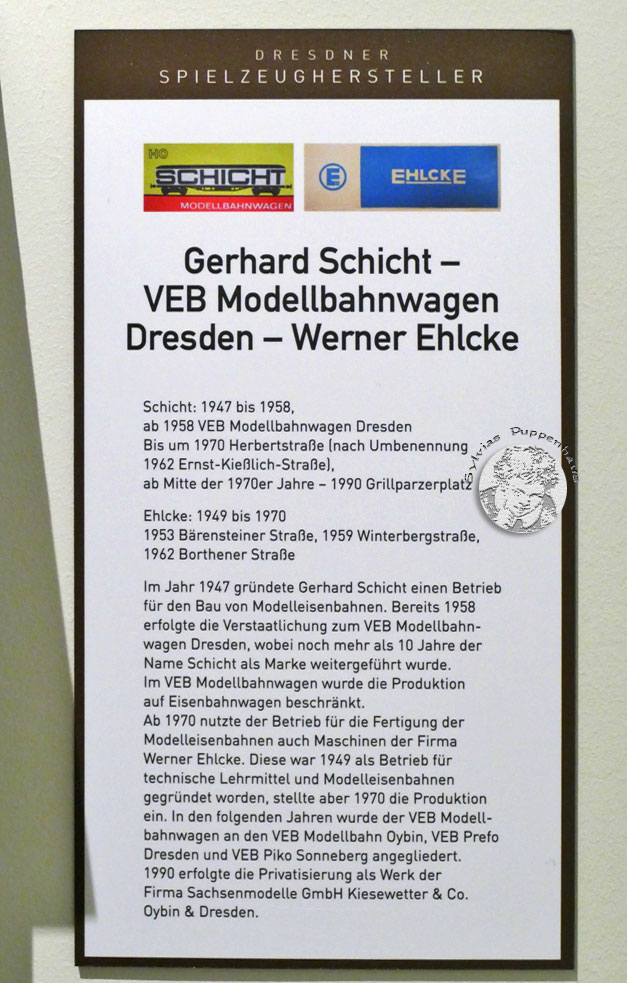 DRESDNER
SPIELZEUGHERSTELLER
HO
SCHICHT
MODELLBAHNWAGEN
E EHLCKE
Gerhard Schicht –
VEB Modellbahnwagen
Dresden – Werner Ehlcke
Schicht: 1947 bis 1958,
ab 1958 VEB Modellbahnwagen Dresden
Bis um 1970 Herbertstraße (nach Umbenennung
1962 Ernst-Kießlich-Straße),
ab Mitte der 1970er Jahre – 1990 Grillparzerplatz
Sylvias Puppenhaus
Ehlcke: 1949 bis 1970
1953 Bärensteiner Straße, 1959 Winterbergstraße,
1962 Borthener Straße
Im Jahr 1947 gründete Gerhard Schicht einen Betrieb
für den Bau von Modelleisenbahnen. Bereits 1958
erfolgte die Verstaatlichung zum VEB Modellbahn-
wagen Dresden, wobei noch mehr als 10 Jahre der
Name Schicht als Marke weitergeführt wurde.
Im VEB Modellbahnwagen wurde die Produktion
auf Eisenbahnwagen beschränkt.
Ab 1970 nutzte der Betrieb für die Fertigung der
Modelleisenbahnen auch Maschinen der Firma
Werner Ehlcke. Diese war 1949 als Betrieb für
technische Lehrmittel und Modelleisenbahnen
gegründet worden, stellte aber 1970 die Produktion
ein. In den folgenden Jahren wurde der VEB Modell-
bahnwagen an den VEB Modellbahn Oybin, VEB Prefo
Dresden und VEB Piko Sonneberg angegliedert.
1990 erfolgte die Privatisierung als Werk der
Firma Sachsenmodelle GmbH Kiesewetter & Co.
Oybin & Dresden.